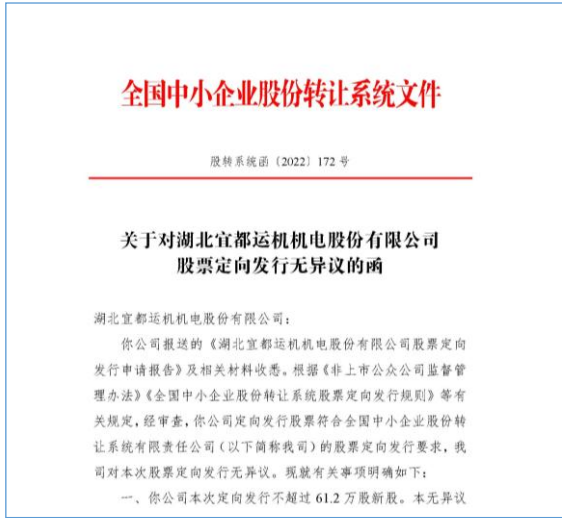 全国中小企业股份转让系统文件
股转系统函〔2022〕172 号
关于对湖北宜都运机机电股份有限公司
股票定向发行无异议的函
湖北宜都运机机电股份有限公司：
你公司报送的《湖北宜都运机机电股份有限公司股票定向
发行申请报告》及相关材料收悉。根据《非上市公众公司监督管
理办法》《全国中小企业股份转让系统股票定向发行规则》等有
关规定，经审查，你公司定向发行股票符合全国中小企业股份转
让系统有限责任公司（以下简称我司）的股票定向发行要求，我
司对本次股票定向发行无异议。现就有关事项明确如下：
一、你公司本次定向发行不超过 61.2 万股新股。本无异议